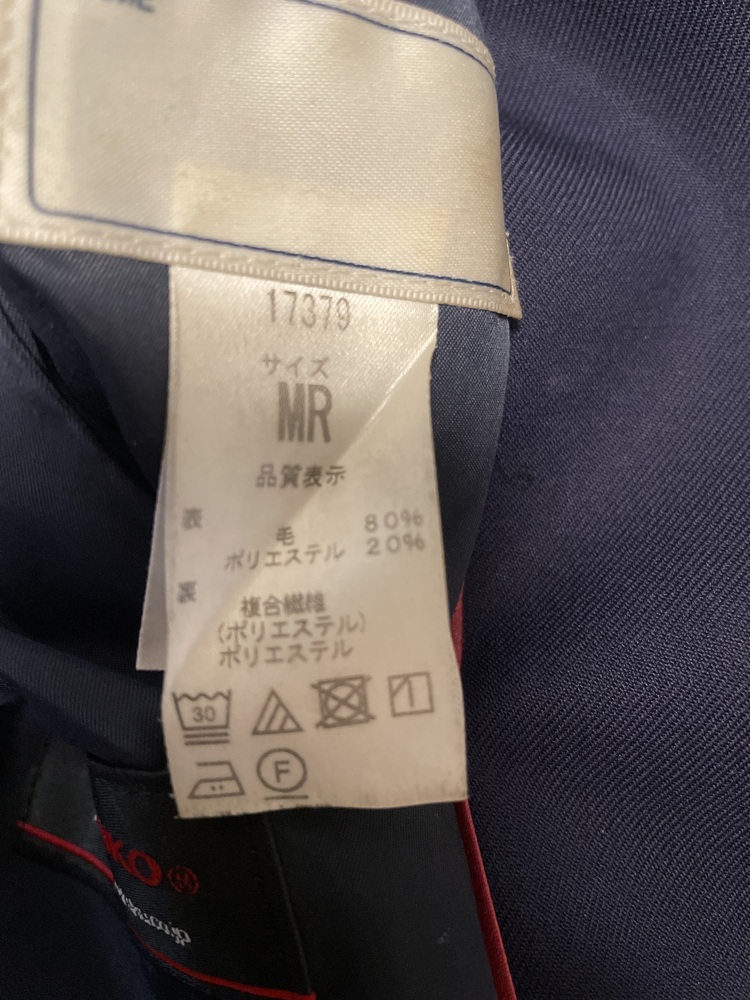 17379
サイズ
MR
品質表示
表
毛 80%
ポリエステル 20%
裏
複合繊維
(ポリエステル)
ポリエステル
30
F